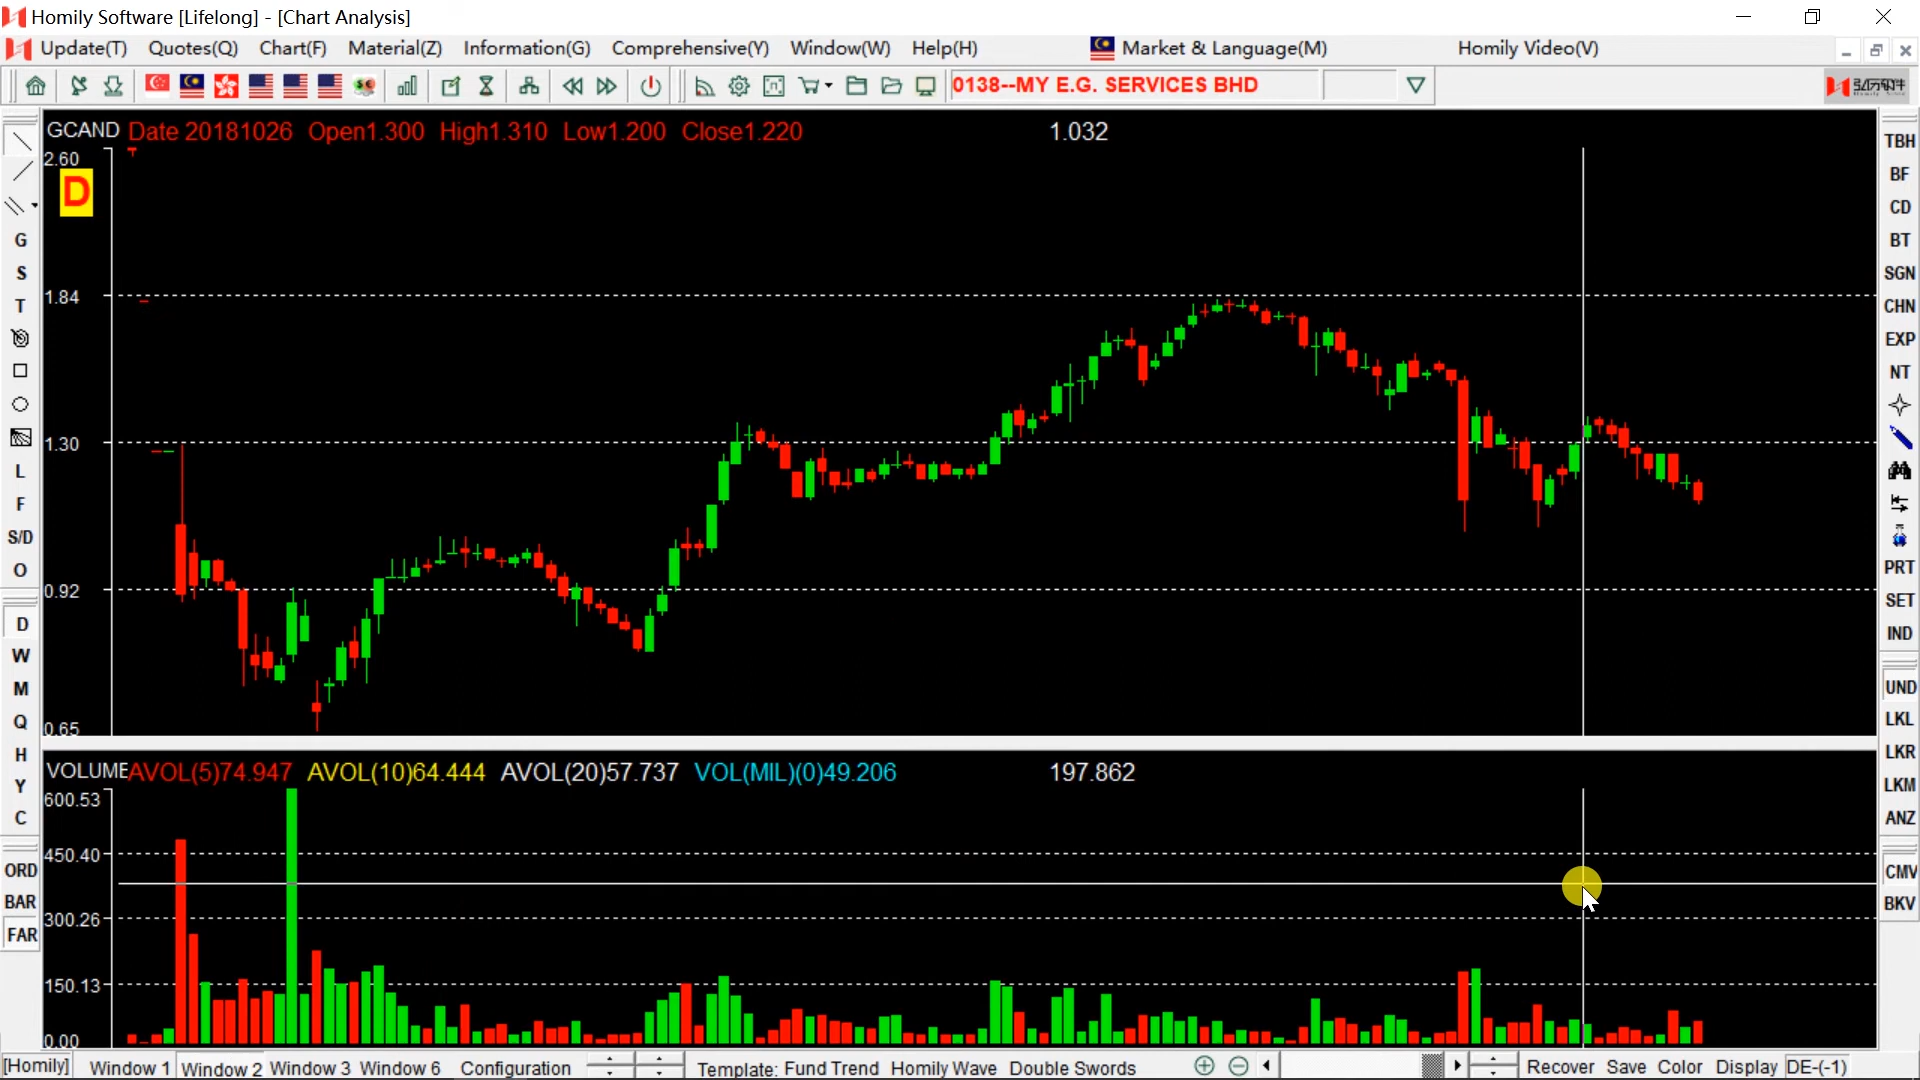 Homily Software [Lifelong] - [Chart Analysis]
Update(T) Quotes(Q) Chart(F) Material(Z) Information(G) Comprehensive(Y) Window(W) Help(H) Market & Language(M) Homily Video(V)
0138--MY E.G. SERVICES BHD
GCAND Date 20181026 Open1.300 High1.310 Low1.200 Close1.220 1.032
2.60
D
1.84
1.30
0.92
0.65
VOLUME AVOL(5)74.947 AVOL(10)64.444 AVOL(20)57.737 VOL(MIL)(0)49.206 197.862
600.53
450.40
300.26
150.13
0.00
G
S
T
L
F
S/D
O
D
W
M
Q
H
Y
C
ORD
BAR
FAR
TBH
BF
CD
BT
SGN
CHN
EXP
NT
PRT
SET
IND
UND
LKL
LKR
LKM
ANZ
CMV
BKV
[Homily] Window 1 Window 2 Window 3 Window 6 Configuration Template: Fund Trend Homily Wave Double Swords Recover Save Color Display DE-(-1)